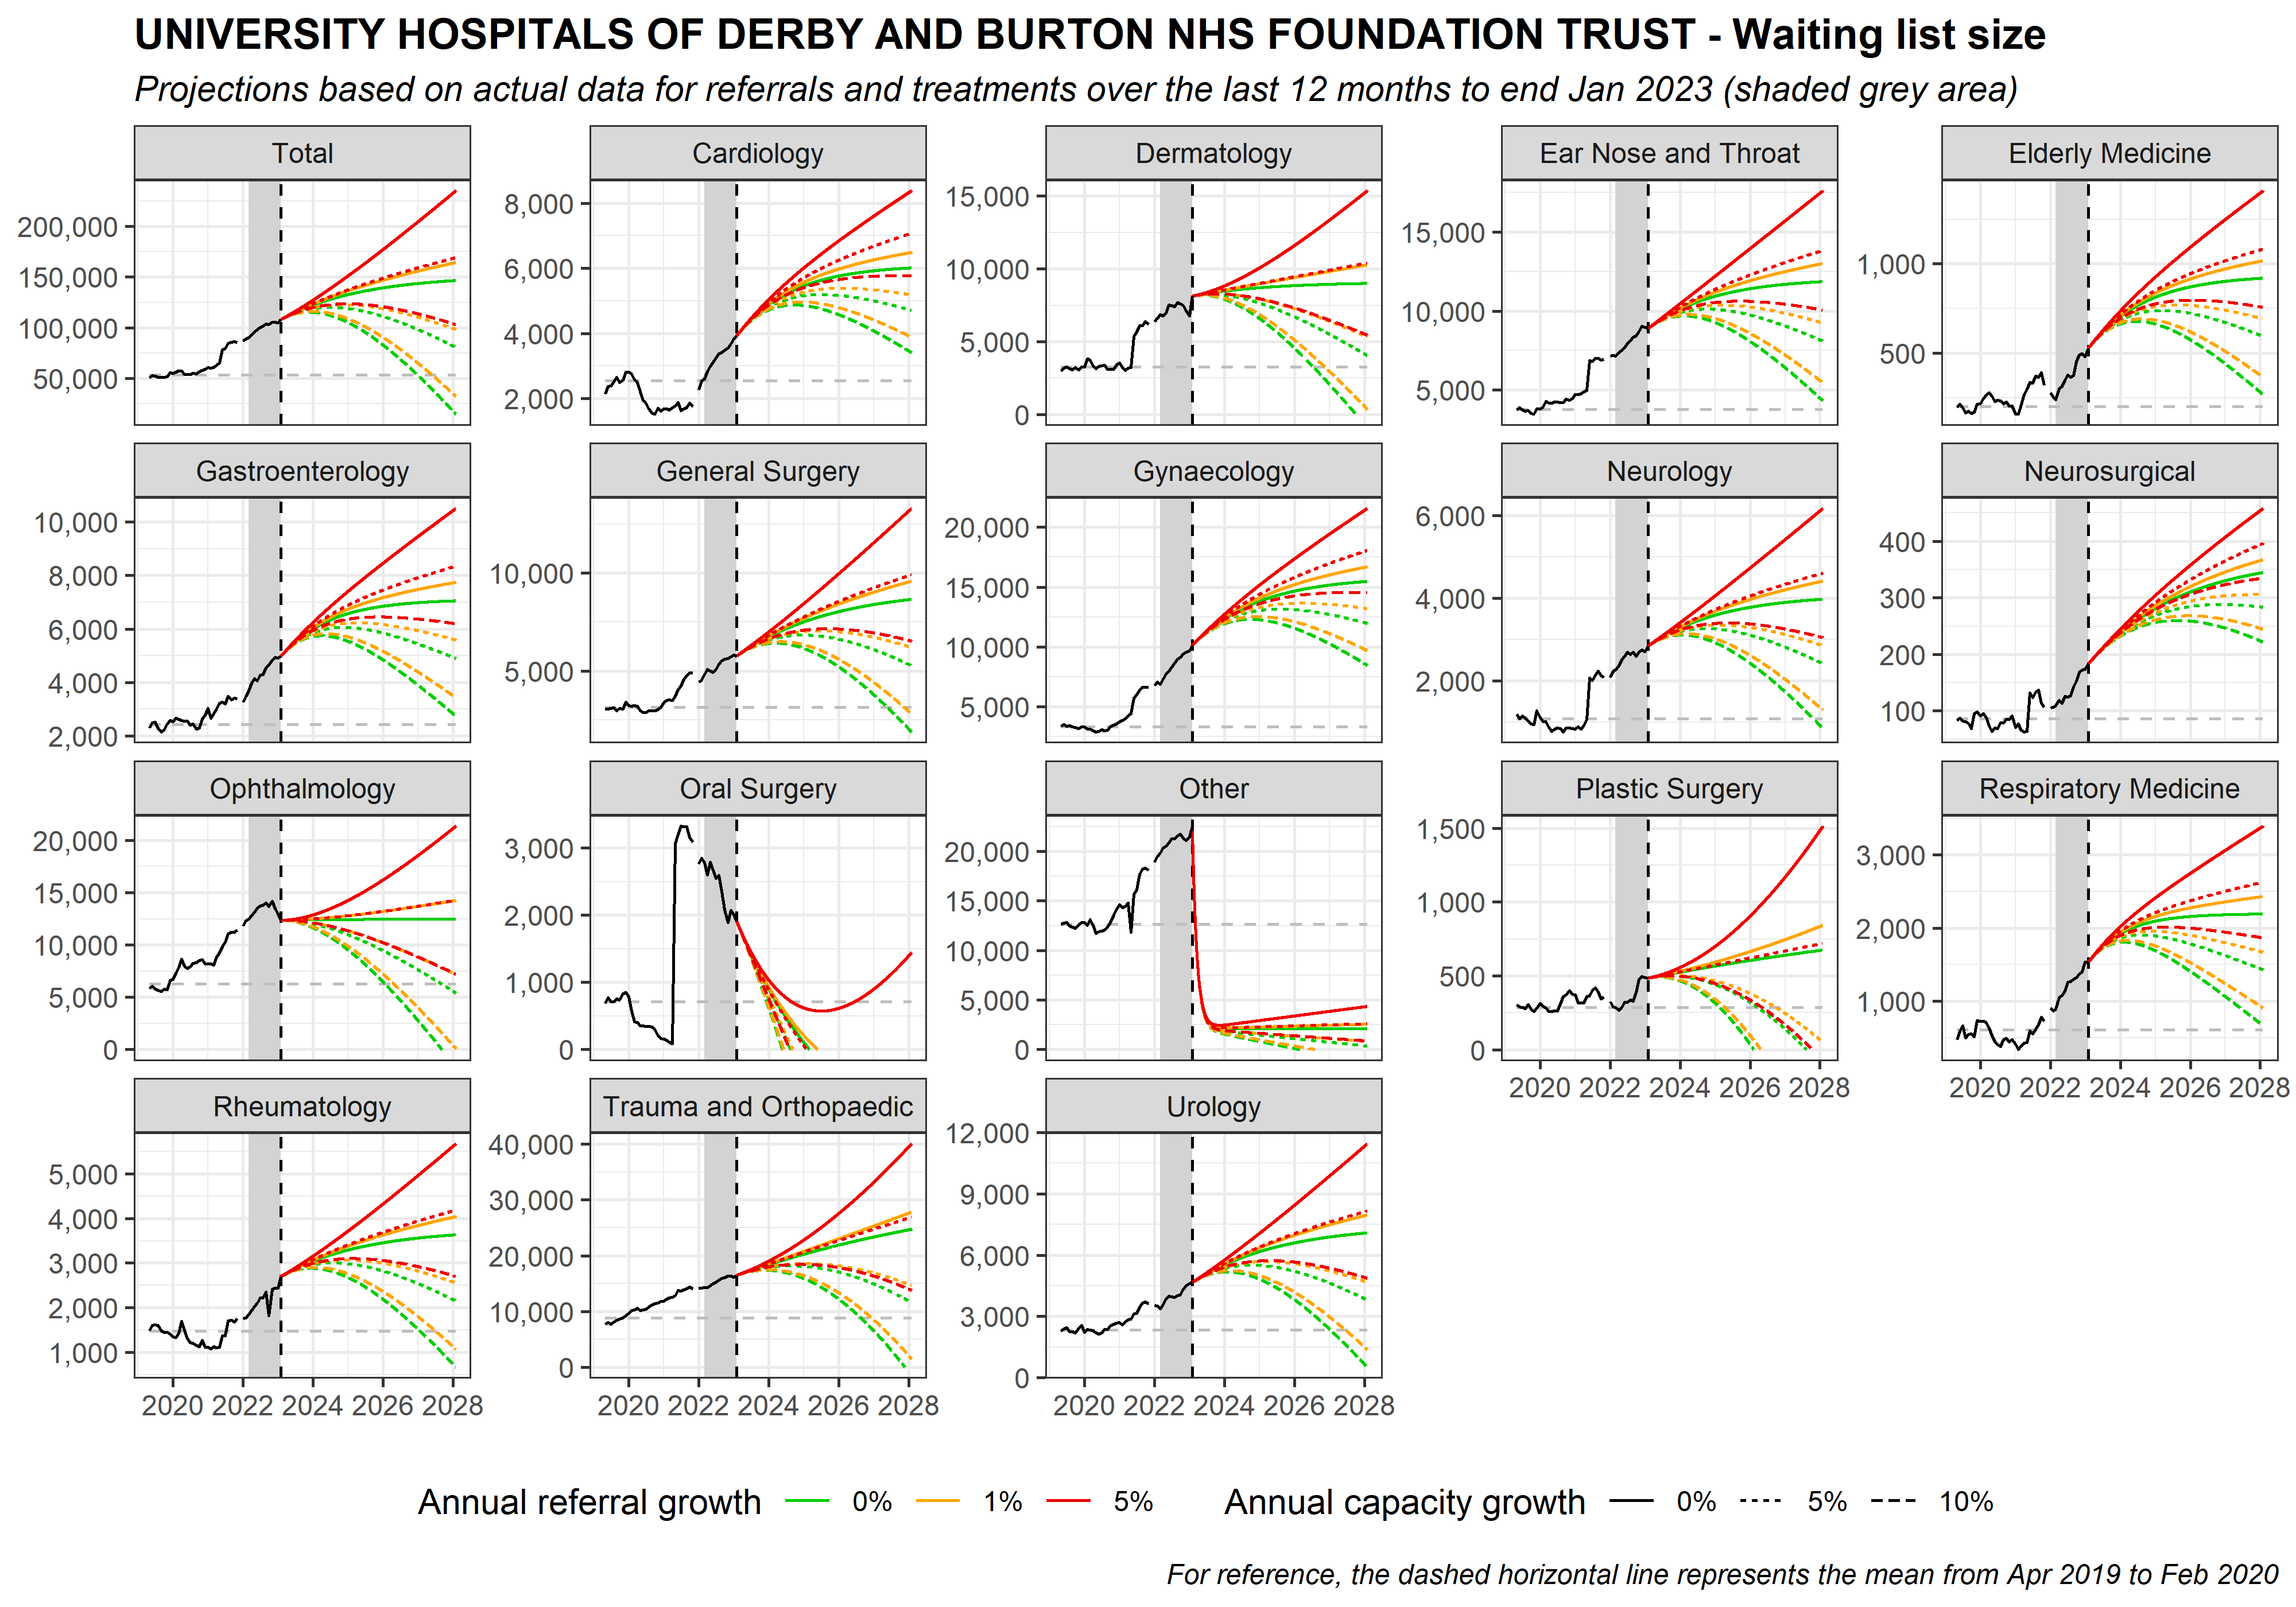 UNIVERSITY HOSPITALS OF DERBY AND BURTON NHS FOUNDATION TRUST - Waiting list size
Projections based on actual data for referrals and treatments over the last 12 months to end Jan 2023 (shaded grey area)
Total
200,000
150,000
100,000
50,000
Cardiology
8,000
6,000
4,000
2,000
Dermatology
15,000
10,000
5,000
0
Ear Nose and Throat
15,000
10,000
5,000
Elderly Medicine
1,000
500
Gastroenterology
10,000
8,000
6,000
4,000
2,000
General Surgery
10,000
5,000
Gynaecology
20,000
15,000
10,000
5,000
Neurology
6,000
4,000
2,000
Neurosurgical
400
300
200
100
Ophthalmology
20,000
15,000
10,000
5,000
0
Oral Surgery
3,000
2,000
1,000
0
Other
20,000
15,000
10,000
5,000
0
Plastic Surgery
1,500
1,000
500
0
2020 2022 2024 2026 2028
Respiratory Medicine
3,000
2,000
1,000
2020 2022 2024 2026 2028
Rheumatology
5,000
4,000
3,000
2,000
1,000
2020 2022 2024 2026 2028
Trauma and Orthopaedic
40,000
30,000
20,000
10,000
0
2020 2022 2024 2026 2028
Urology
12,000
9,000
6,000
3,000
0
2020 2022 2024 2026 2028
Annual referral growth 0% 1% 5% Annual capacity growth 0% 5% 10%
For reference, the dashed horizontal line represents the mean from Apr 2019 to Feb 2020